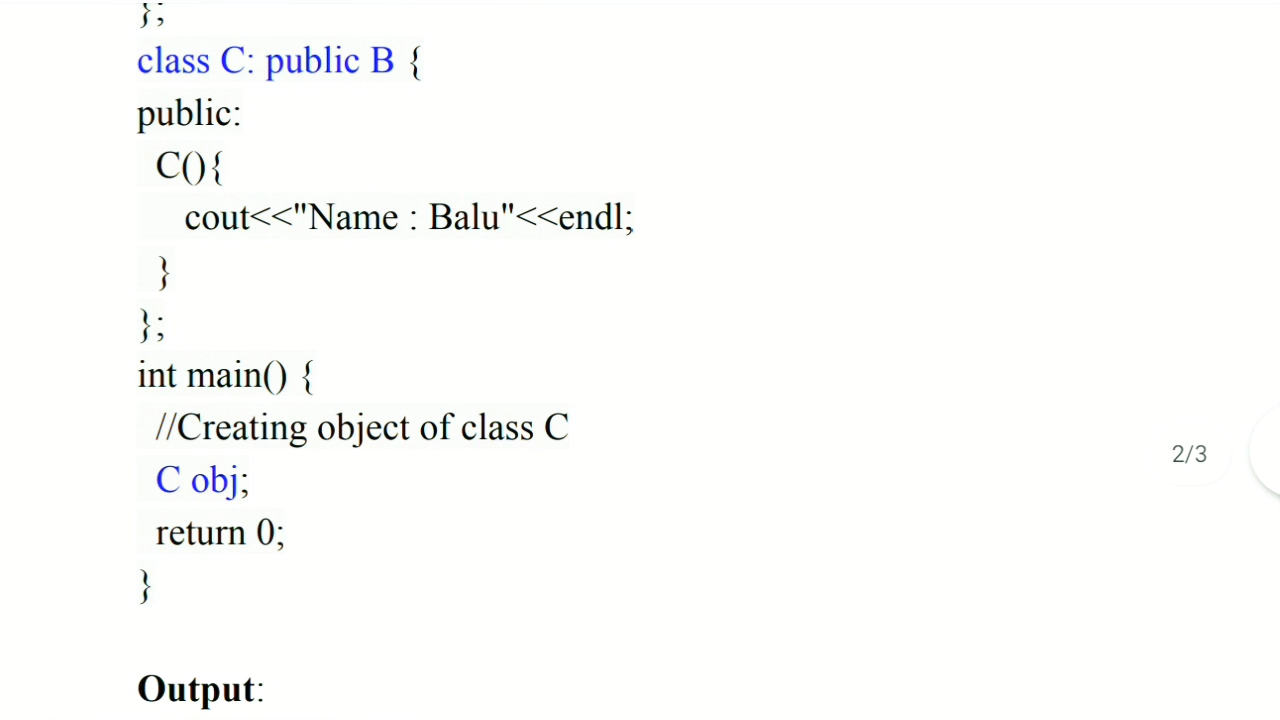 };
class C: public B {
public:
C(){
cout<<"Name : Balu"<<endl;
}
};
int main() {
//Creating object of class C
C obj;
return 0;
}
2/3
Output: